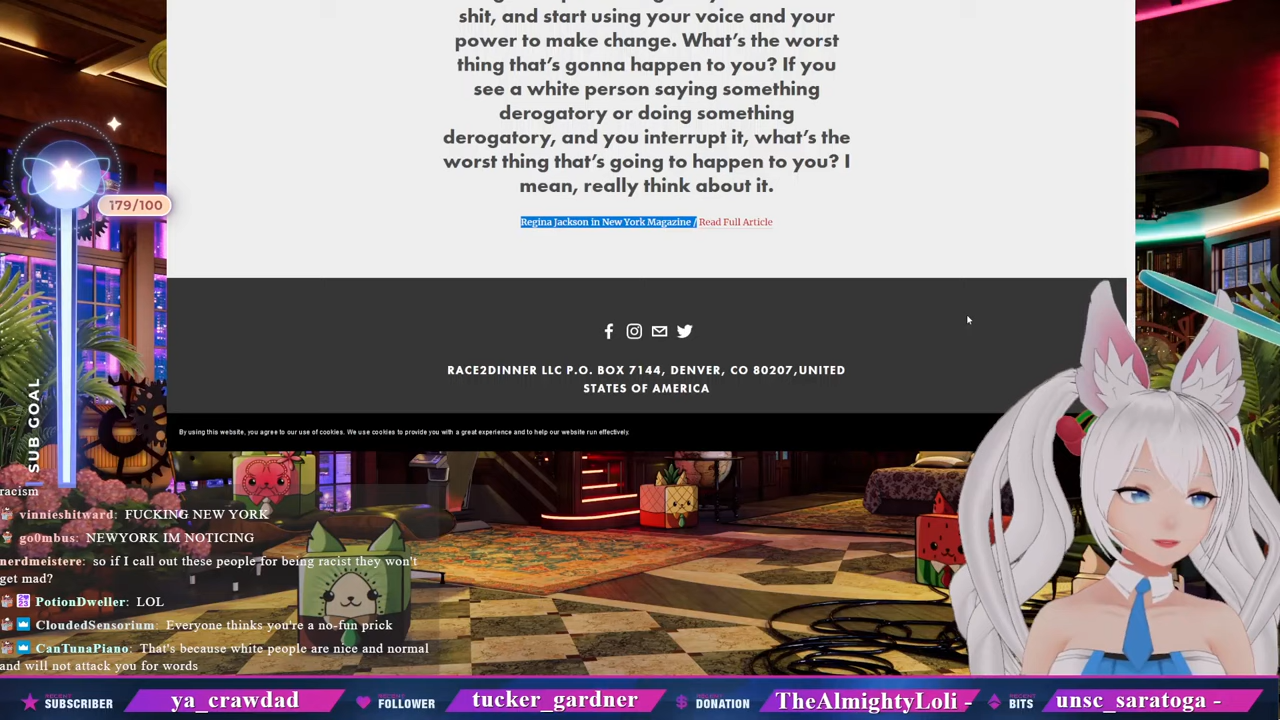 shit, and start using your voice and your
power to make change. What's the worst
thing that's gonna happen to you? If you
see a white person saying something
derogatory or doing something
derogatory, and you interrupt it, what's the
worst thing that's going to happen to you? I
mean, really think about it.
Regina Jackson in New York Magazine / Read Full Article
RACE2DINNER LLC P.O. BOX 7144, DENVER, CO 80207,UNITED
STATES OF AMERICA
By using this website, you agree to our use of cookies. We use cookies to provide you with a great experience and to help our website run effectively.
179/100
SUB GOAL
racism
vinnieshitward: FUCKING NEW YORK
go0mbus: NEWYORK IM NOTICING
nerdmeistere: so if I call out these people for being racist they won't
get mad?
PotionDweller: LOL
CloudedSensorium: Everyone thinks you're a no-fun prick
CanTunaPiano: That's because white people are nice and normal
and will not attack you for words
RECENT
SUBSCRIBER
ya_crawdad
RECENT
FOLLOWER
tucker_gardner
RECENT
DONATION
TheAlmightyLoli -
RECENT
BITS
unsc_saratoga -